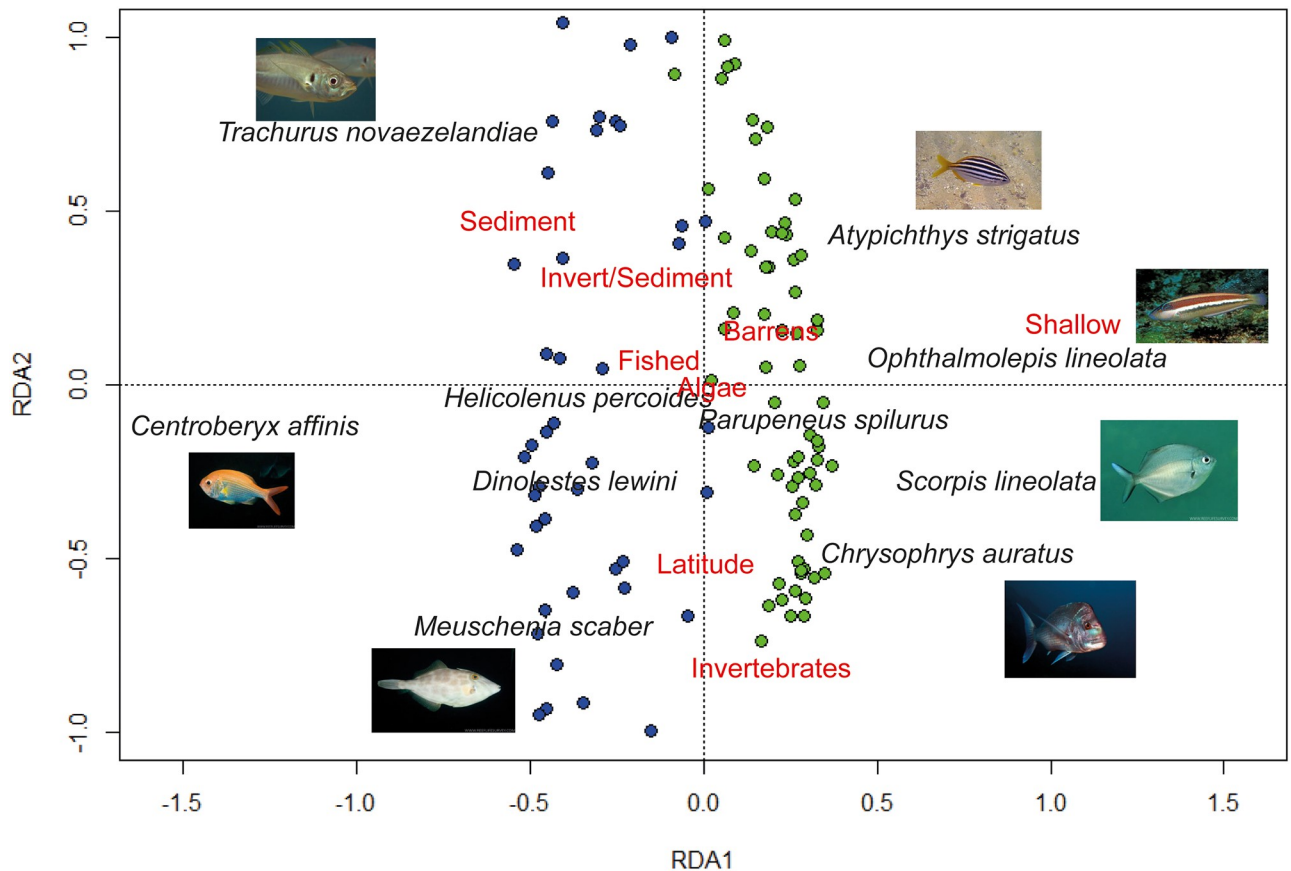 1.0
Trachurus novaezelandiae
Atypichthys strigatus
0.5
Sediment
Invert/Sediment
Shallow
Barrens
Ophthalmolepis lineolata
Fished
RDA2
0.0
Algae
Helicolenus percoides
Centroberyx affinis
Parupeneus spilurus
Dinolestes lewini
Scorpis lineolata
Chrysophrys auratus
-0.5
Latitude
Meuschenia scaber
Invertebrates
-1.0
-1.5 -1.0 -0.5 0.0 0.5 1.0 1.5
RDA1